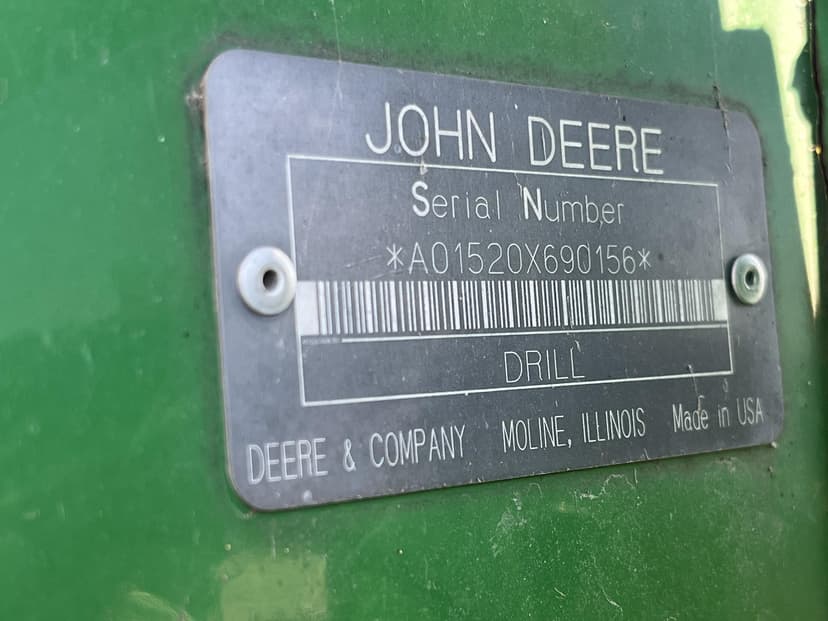 JOHN DEERE
Serial Number
*A01520X690156*
DRILL
DEERE & COMPANY MOLINE, ILLINOIS Made in USA